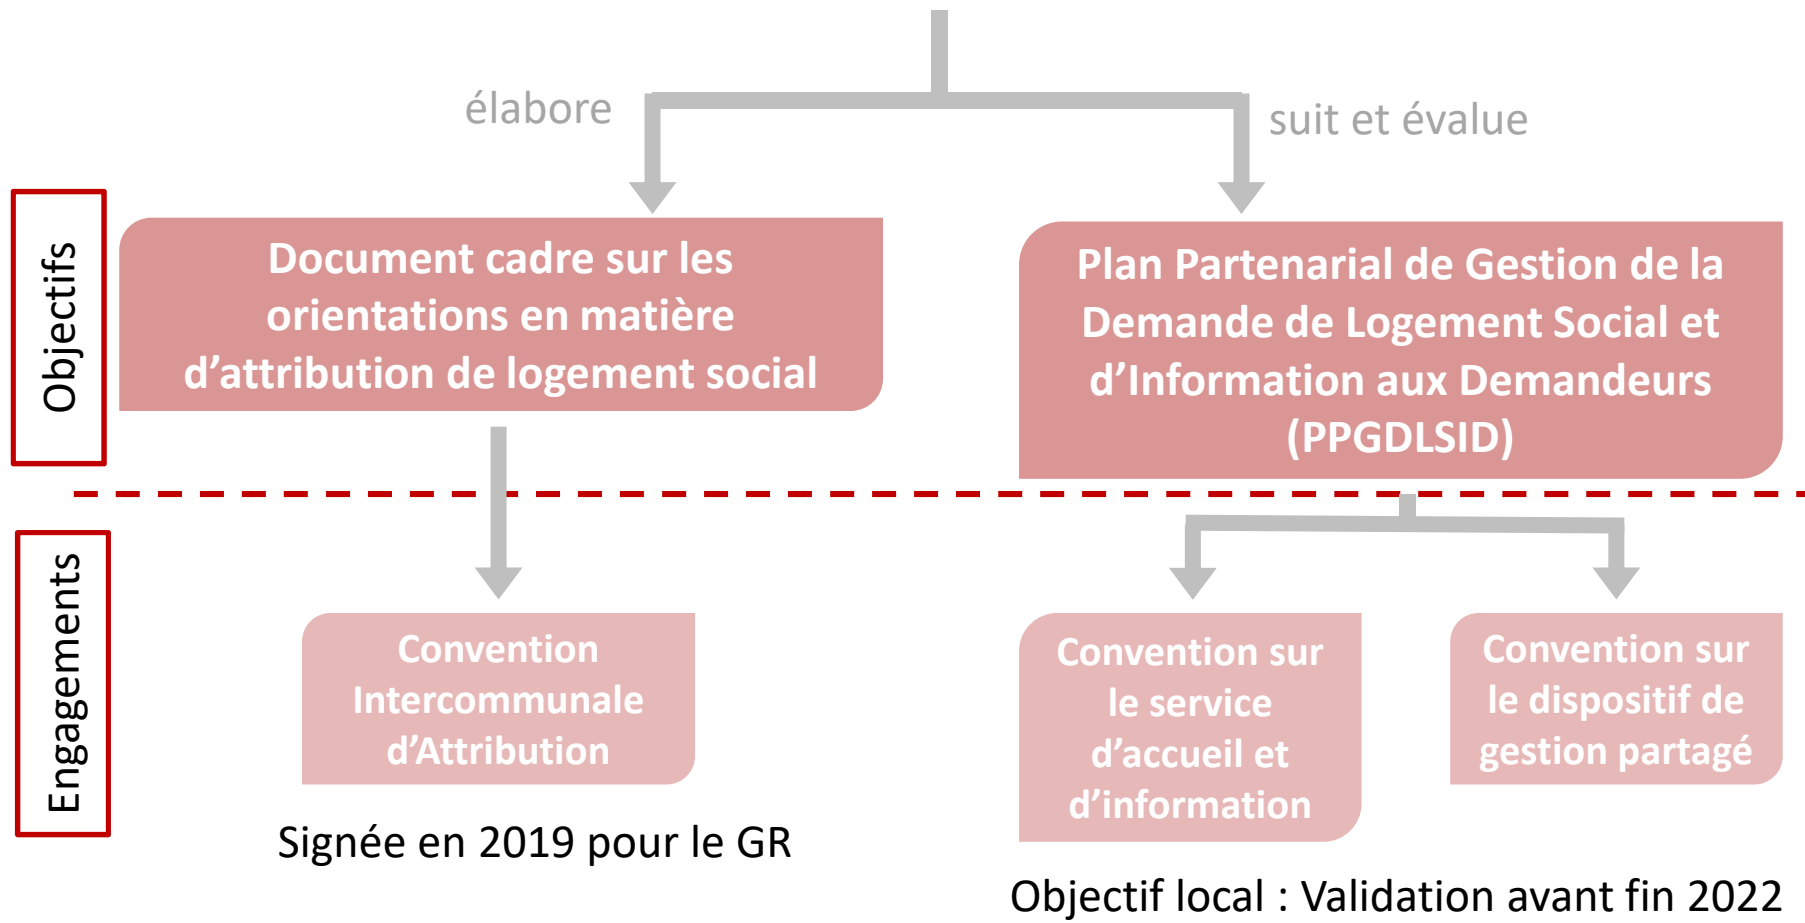 élabore
suit et évalue
Objectifs
Document cadre sur les
orientations en matière
d’attribution de logement social
Plan Partenarial de Gestion de la
Demande de Logement Social et
d’Information aux Demandeurs
(PPGDLSID)
Engagements
Convention
Intercommunale
d’Attribution
Signée en 2019 pour le GR
Convention sur
le service
d’accueil et
d’information
Convention sur
le dispositif de
gestion partagé
Objectif local : Validation avant fin 2022